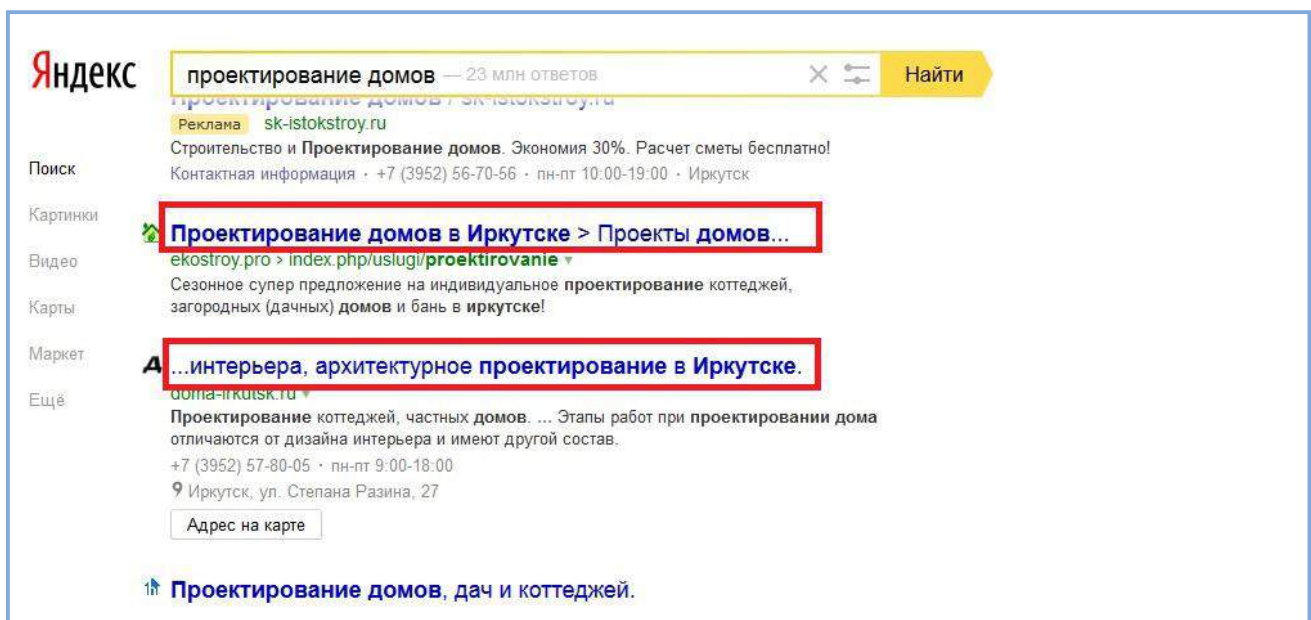 Яндекс
проектирование домов — 23 млн ответов
Найти
Проектирование домов / sk-istokstroy.ru
Реклама sk-istokstroy.ru
Строительство и Проектирование домов. Экономия 30%. Расчет сметы бесплатно!
Контактная информация · +7 (3952) 56-70-56 · пн-пт 10:00-19:00 · Иркутск
Поиск
Картинки
Видео
Карты
Маркет
Ещё
Проектирование домов в Иркутске > Проекты домов...
ekostroy.pro › index.php/uslugi/proektirovanie
Сезонное супер предложение на индивидуальное проектирование коттеджей,
загородных (дачных) домов и бань в иркутске!
...интерьера, архитектурное проектирование в Иркутске.
doma-irkutsk.ru
Проектирование коттеджей, частных домов. ... Этапы работ при проектировании дома
отличаются от дизайна интерьера и имеют другой состав.
+7 (3952) 57-80-05 · пн-пт 9:00-18:00
Иркутск, ул. Степана Разина, 27
Адрес на карте
Проектирование домов, дач и коттеджей.